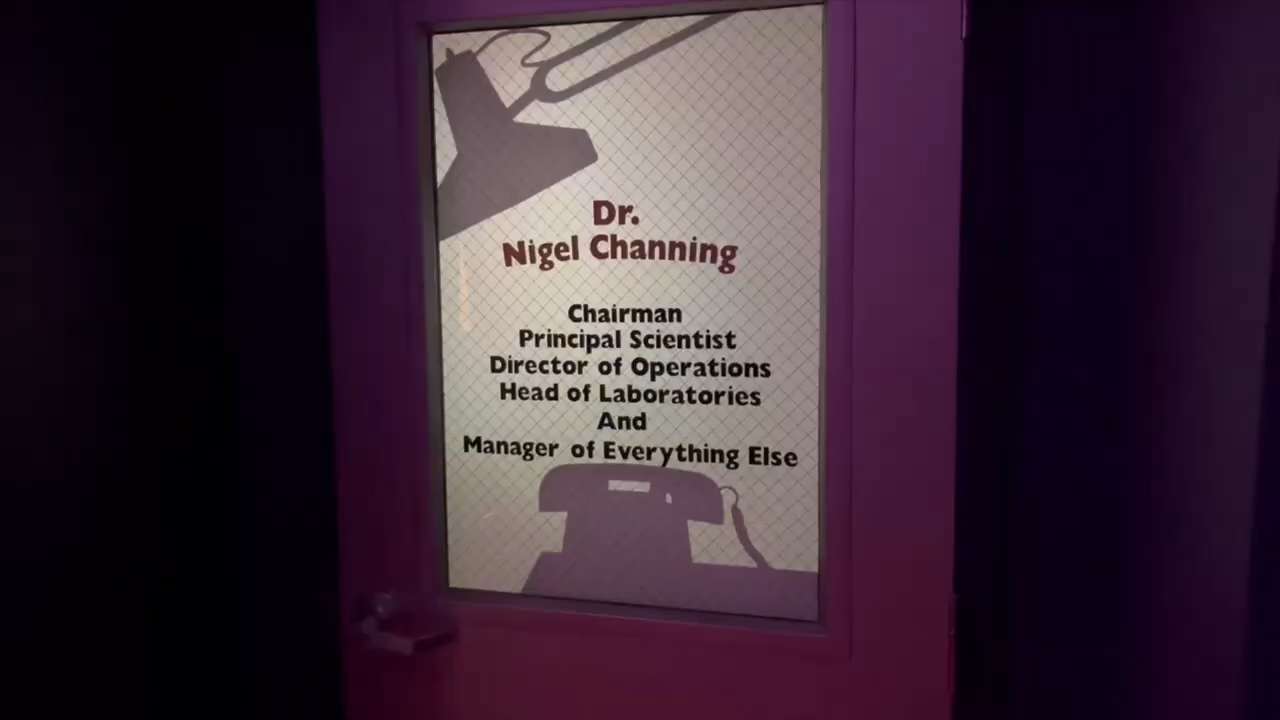 Dr.
Nigel Channing
Chairman
Principal Scientist
Director of Operations
Head of Laboratories
And
Manager of Everything Else